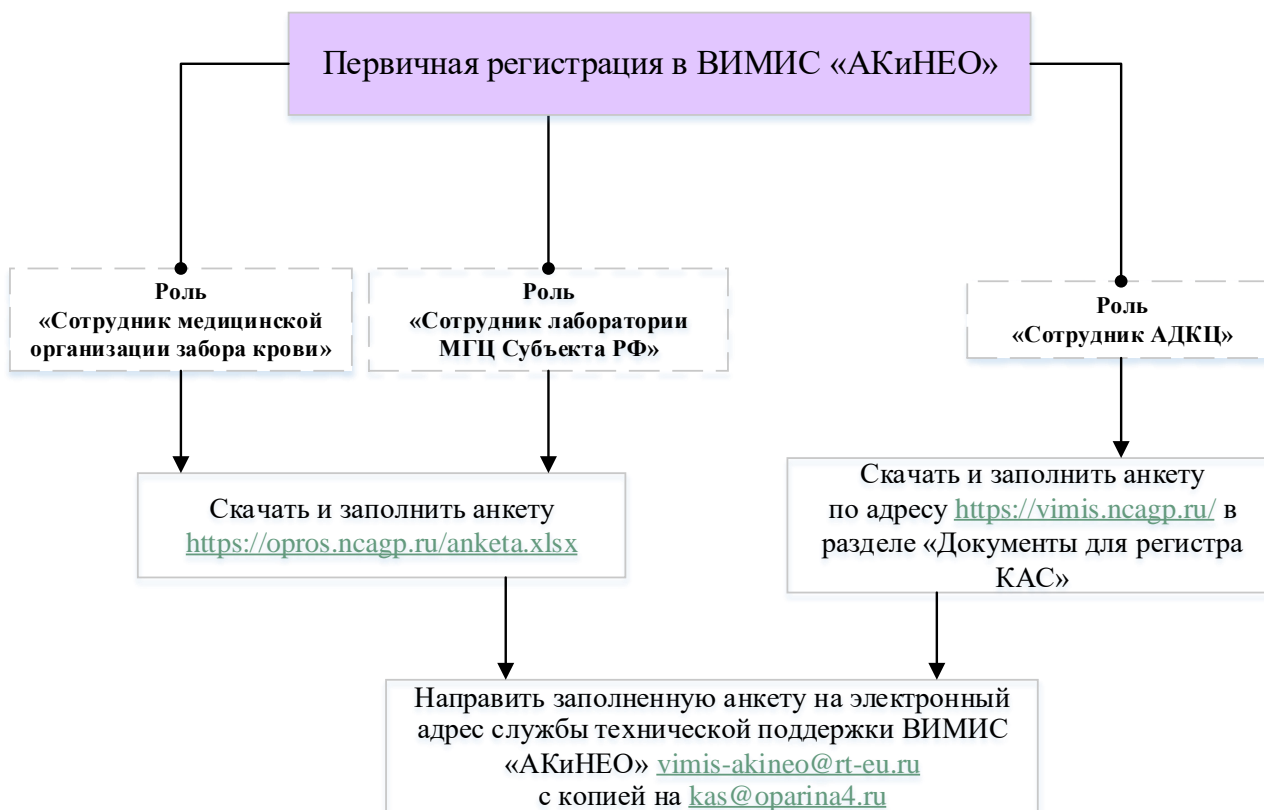 Первичная регистрация в ВИМИС «АКиНЕО»
Роль
«Сотрудник медицинской
организации забора крови»
Роль
«Сотрудник лаборатории
МГЦ Субъекта РФ»
Роль
«Сотрудник АДКЦ»
Скачать и заполнить анкету
https://opros.ncagp.ru/anketa.xlsx
Скачать и заполнить анкету
по адресу https://vimis.ncagp.ru/ в
разделе «Документы для регистра
КАС»
Направить заполненную анкету на электронный
адрес службы технической поддержки ВИМИС
«АКиНЕО» vimis-akineo@rt-eu.ru
с копией на kas@oparina4.ru